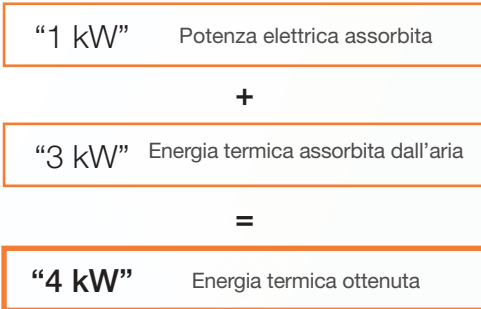 “1 kW” Potenza elettrica assorbita
+
“3 kW” Energia termica assorbita dall’aria
=
“4 kW” Energia termica ottenuta